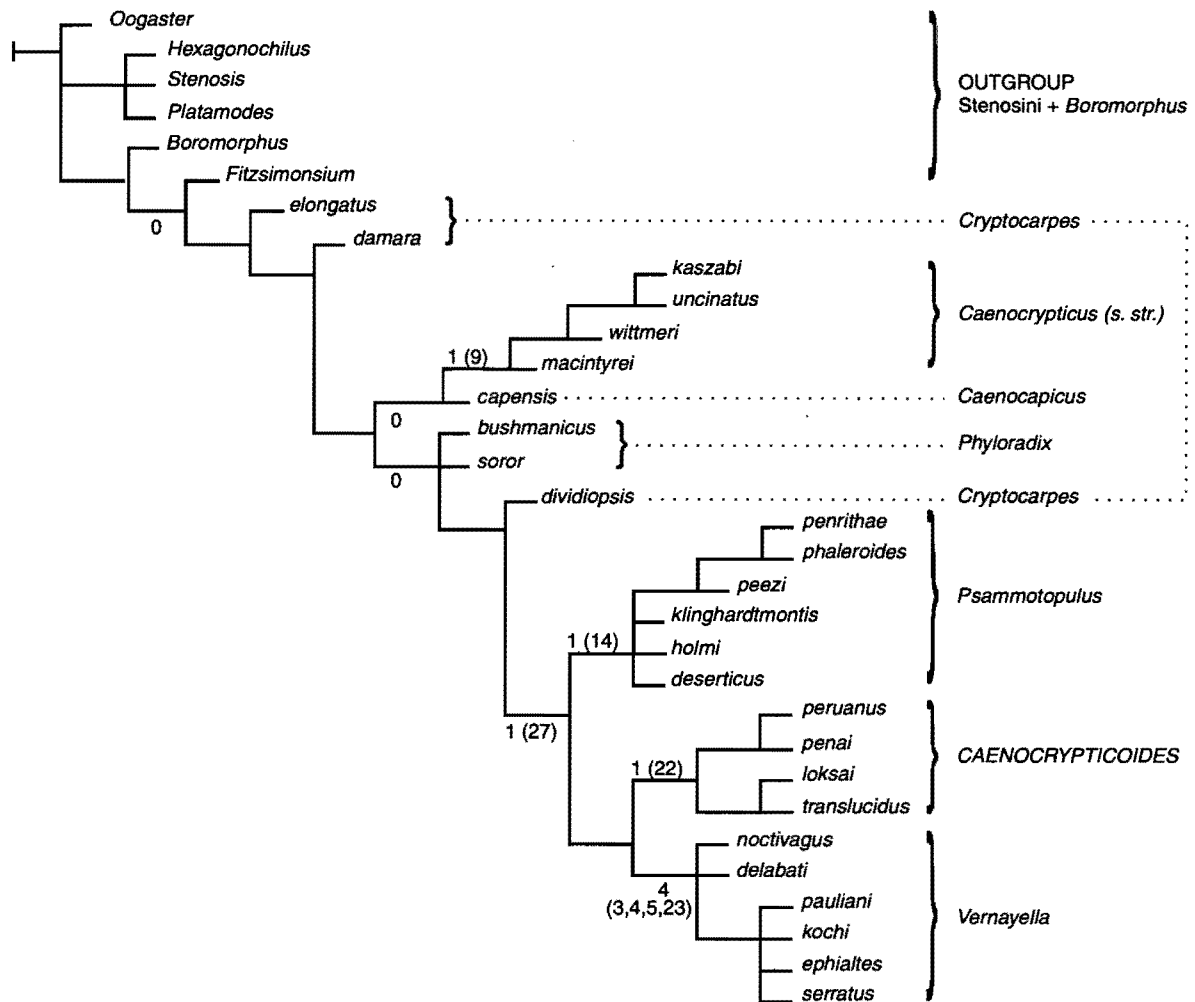 Oogaster
Hexagonochilus
Stenosis
Platamodes
OUTGROUP
Stenosini + Boromorphus
Boromorphus
Fitzsimonsium
0
elongatus
Cryptocarpes
damara
kaszabi
uncinatus
wittmeri
1 (9)
macintyrei
Caenocrypticus (s. str.)
0
capensis
Caenocapicus
bushmanicus
soror
Phyloradix
0
dividiopsis
Cryptocarpes
penrithae
phaleroides
peezi
klinghardtmontis
1 (14)
holmi
deserticus
Psammotopulus
1 (27)
peruanus
penai
1 (22)
loksai
translucidus
CAENOCRYPTICOIDES
noctivagus
delabati
4
(3,4,5,23)
pauliani
kochi
ephialtes
serratus
Vernayella